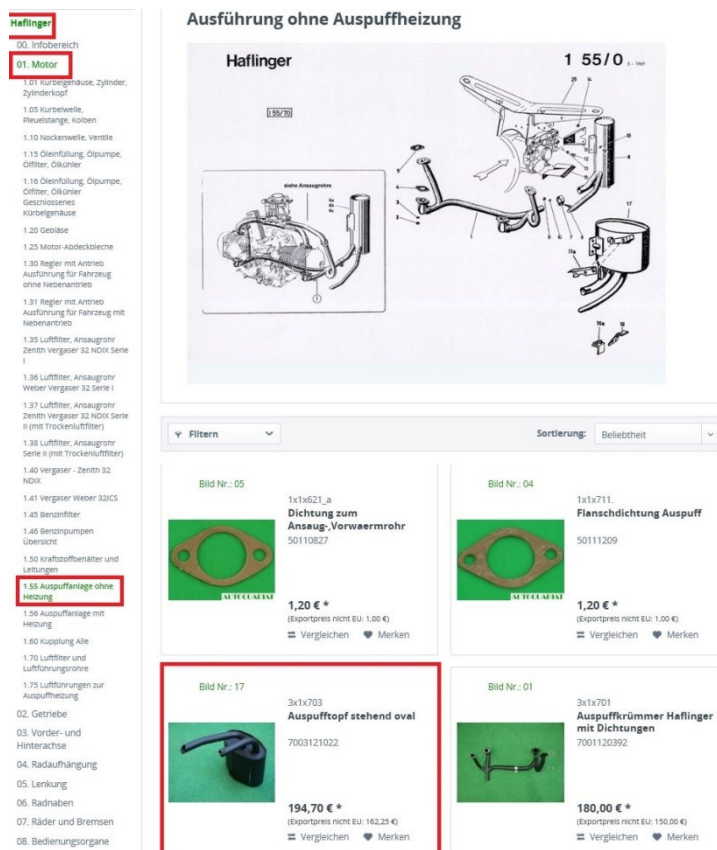 Haflinger
00. Infobereich
01. Motor
1.01 Kurbelgehäuse, Zylinder,
Zylinderkopf
1.05 Kurbelwelle,
Pleuelstange, Kolben
1.10 Nockenwelle, Ventile
1.15 Öleinfüllung, Ölpumpe,
Ölfilter, Ölkühler
1.16 Öleinfüllung, Ölpumpe,
Ölfilter, Ölkühler
Geschlossenes
Kürbelgehäuse
1.20 Gebläse
1.25 Motor-Abdeckbleche
1.30 Regler mit Antrieb
Ausführung für Fahrzeug
ohne Nebenantrieb
1.31 Regler mit Antrieb
Ausführung für Fahrzeug mit
Nebenantrieb
1.35 Luftfilter, Ansaugrohr
Zenith Vergaser 32 NDIX Serie
I
1.36 Luftfilter, Ansaugrohr
Weber Vergaser 32 Serie I
1.37 Luftfilter, Ansaugrohr
Zenith Vergaser 32 NDIX Serie
II (mit Trockenluftfilter)
1.38 Luftfilter, Ansaugrohr
Serie II (mit Trockenluftfilter)
1.40 Vergaser - Zenith 32
NDIX
1.41 Vergaser Weber 32ICS
1.45 Benzinfilter
1.46 Benzinpumpen
Übersicht
1.50 Kraftstoffbenälter und
Leitungen
1.55 Auspuffanlage ohne
Heizung
1.56 Auspuffanlage mit
Heizung
1.60 Kupplung Alle
1.70 Luftfilter und
Luftführungsrohre
1.75 Luftführungen zur
Auspuffheizung
02. Getriebe
03. Vorder- und
Hinterachse
04. Radaufhängung
05. Lenkung
06. Radnaben
07. Räder und Bremsen
08. Bedienungsorgane
Ausführung ohne Auspuffheizung
Haflinger
1 55/0
155/70
siehe Ansaugrohre
17
Filtern
Sortierung: Beliebtheit
Bild Nr.: 05
1x1x621_a
Dichtung zum
Ansaug-,Vorwaermrohr
50110827
AUTOQUARIAT
1,20 € *
(Exportpreis nicht EU: 1,00 €)
Vergleichen Merken
Bild Nr.: 04
1x1x711.
Flanschdichtung Auspuff
50111209
AUTOQUARIAT
1,20 € *
(Exportpreis nicht EU: 1,00 €)
Vergleichen Merken
Bild Nr.: 17
3x1x703
Auspufftopf stehend oval
7003121022
194,70 € *
(Exportpreis nicht EU: 162,25 €)
Vergleichen Merken
Bild Nr.: 01
3x1x701
Auspuffkrümmer Haflinger
mit Dichtungen
7001120392
180,00 € *
(Exportpreis nicht EU: 150,00 €)
Vergleichen Merken